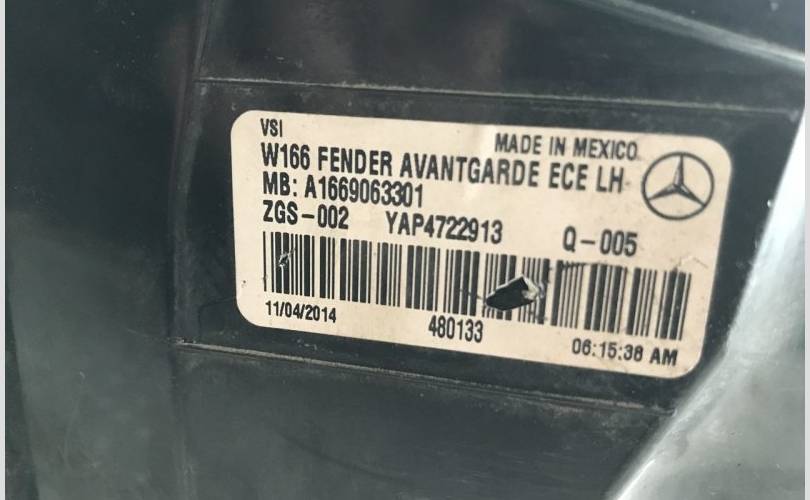 VSI
MADE IN MEXICO
W166 FENDER AVANTGARDE ECE LH
MB: A1669063301
ZGS-002 YAP4722913 Q-005
11/04/2014 480133 06:15:38 AM